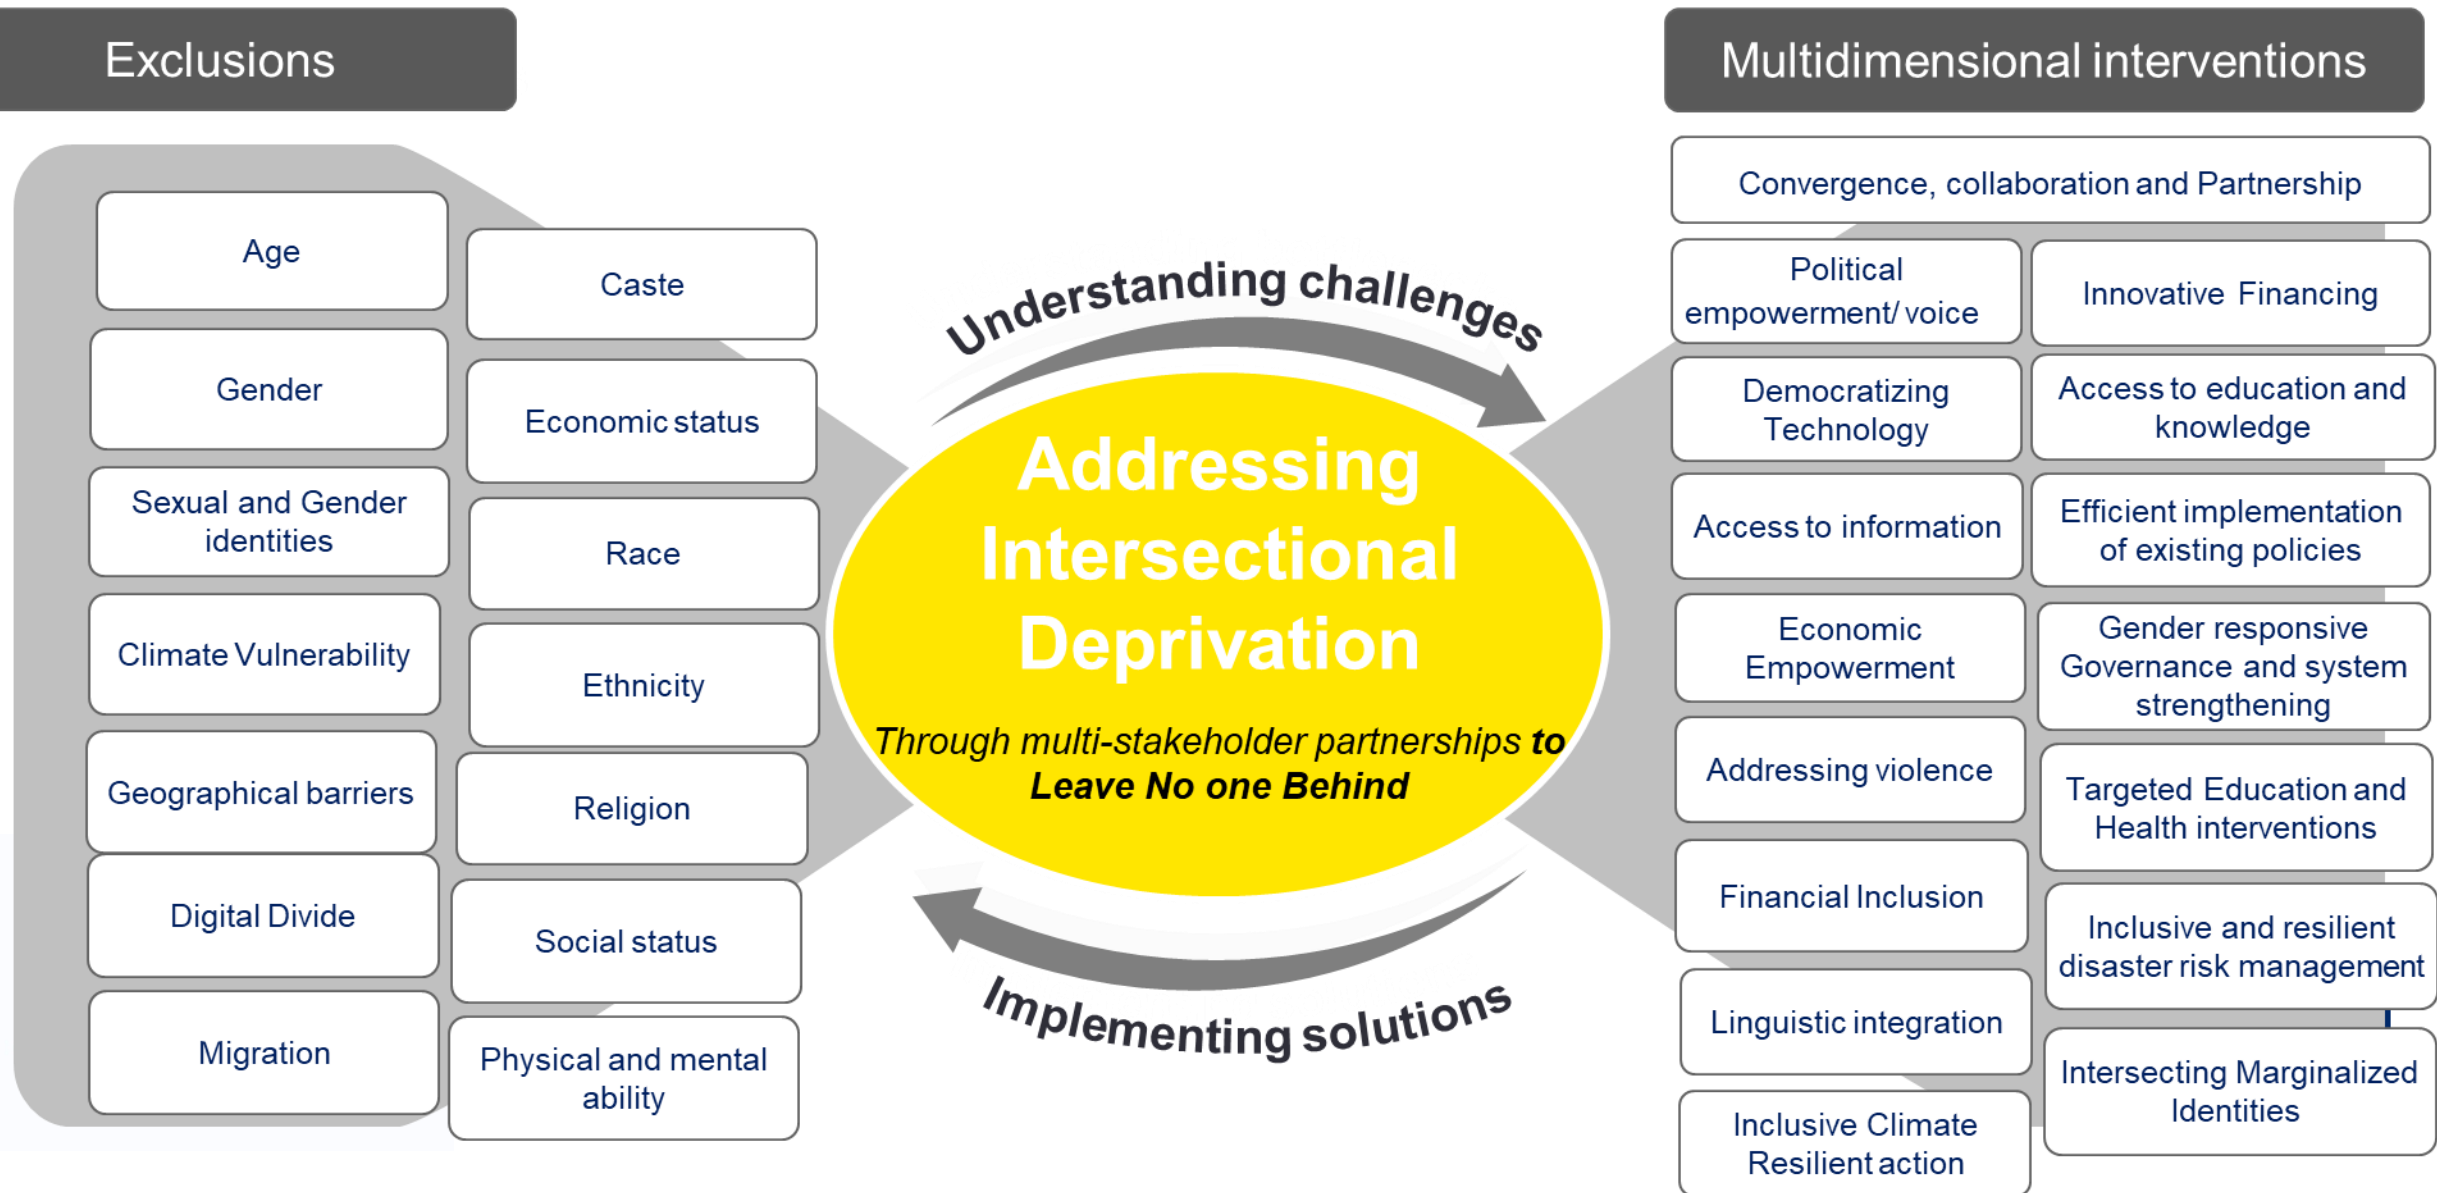 Exclusions
Age
Gender
Sexual and Gender
identities
Climate Vulnerability
Geographical barriers
Digital Divide
Migration
Caste
Economic status
Race
Ethnicity
Religion
Social status
Physical and mental
ability
Understanding challenges
Addressing
Intersectional
Deprivation
Through multi-stakeholder partnerships to
Leave No one Behind
Implementing solutions
Multidimensional interventions
Convergence, collaboration and Partnership
Political
empowerment/ voice
Democratizing
Technology
Access to information
Economic
Empowerment
Addressing violence
Financial Inclusion
Linguistic integration
Inclusive Climate
Resilient action
Innovative Financing
Access to education and
knowledge
Efficient implementation
of existing policies
Gender responsive
Governance and system
strengthening
Targeted Education and
Health interventions
Inclusive and resilient
disaster risk management
Intersecting Marginalized
Identities